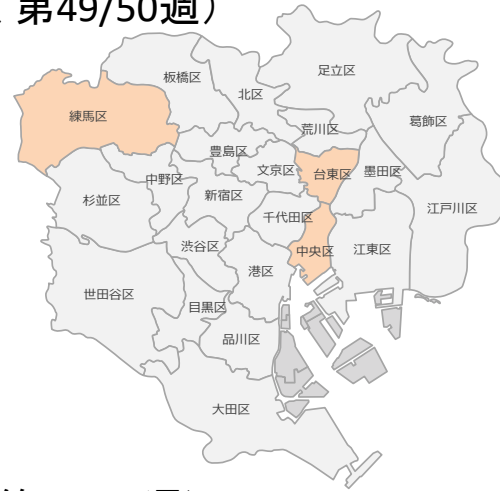 第49/50週）
足立区
板橋区
北区
練馬区
葛飾区
荒川区
豊島区
文京区
台東区
墨田区
中野区
杉並区
新宿区
江戸川区
千代田区
渋谷区
中央区
江東区
港区
世田谷区
目黒区
品川区
大田区